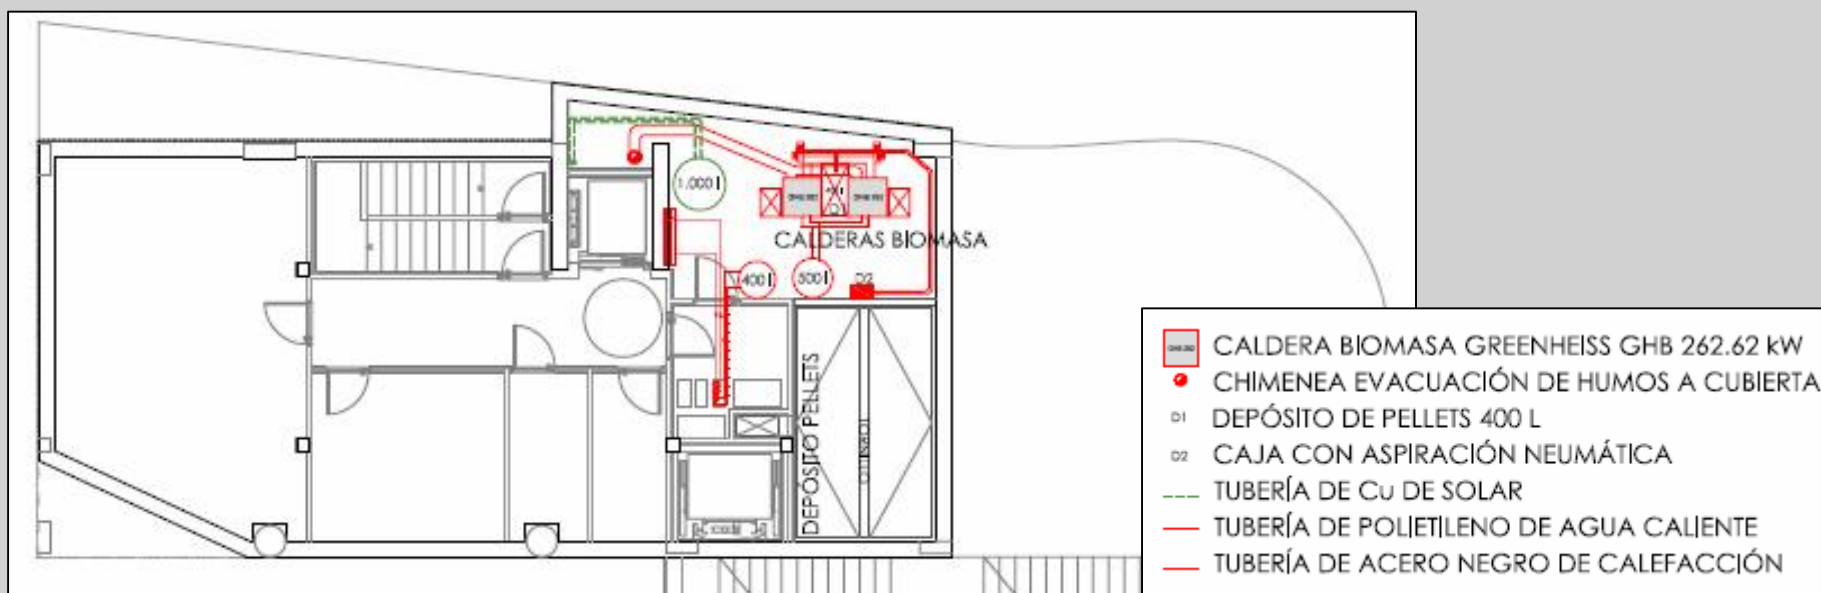 1.000 l
CALDERAS BIOMASA
400 l
500 l
D2
DEPÓSITO PELLETS
CALDERA BIOMASA GREENHEISS GHB 262.62 kW
CHIMENEA EVACUACIÓN DE HUMOS A CUBIERTA
D1 DEPÓSITO DE PELLETS 400 L
D2 CAJA CON ASPIRACIÓN NEUMÁTICA
TUBERÍA DE Cu DE SOLAR
TUBERÍA DE POLIETILENO DE AGUA CALIENTE
TUBERÍA DE ACERO NEGRO DE CALEFACCIÓN